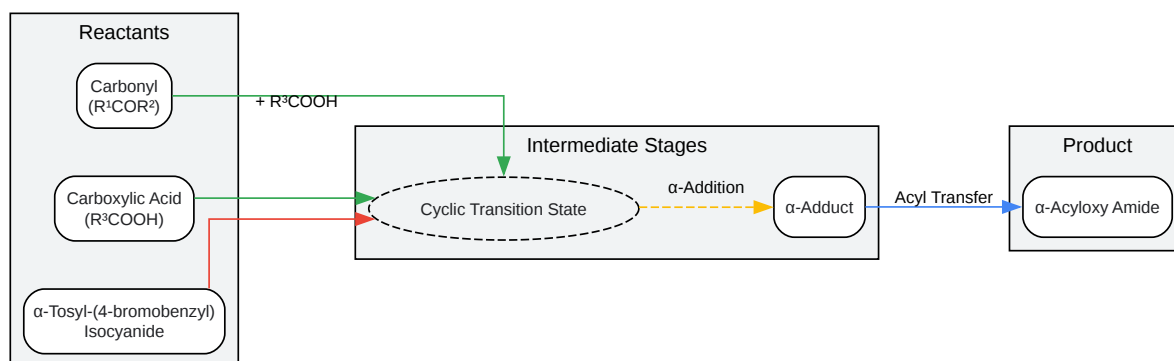 Reactants
Carbonyl
(R¹COR²)
+ R³COOH
Intermediate Stages
Product
Carboxylic Acid
(R³COOH)
Cyclic Transition State
α-Addition
α-Adduct
Acyl Transfer
α-Acyloxy Amide
α-Tosyl-(4-bromobenzyl)
Isocyanide